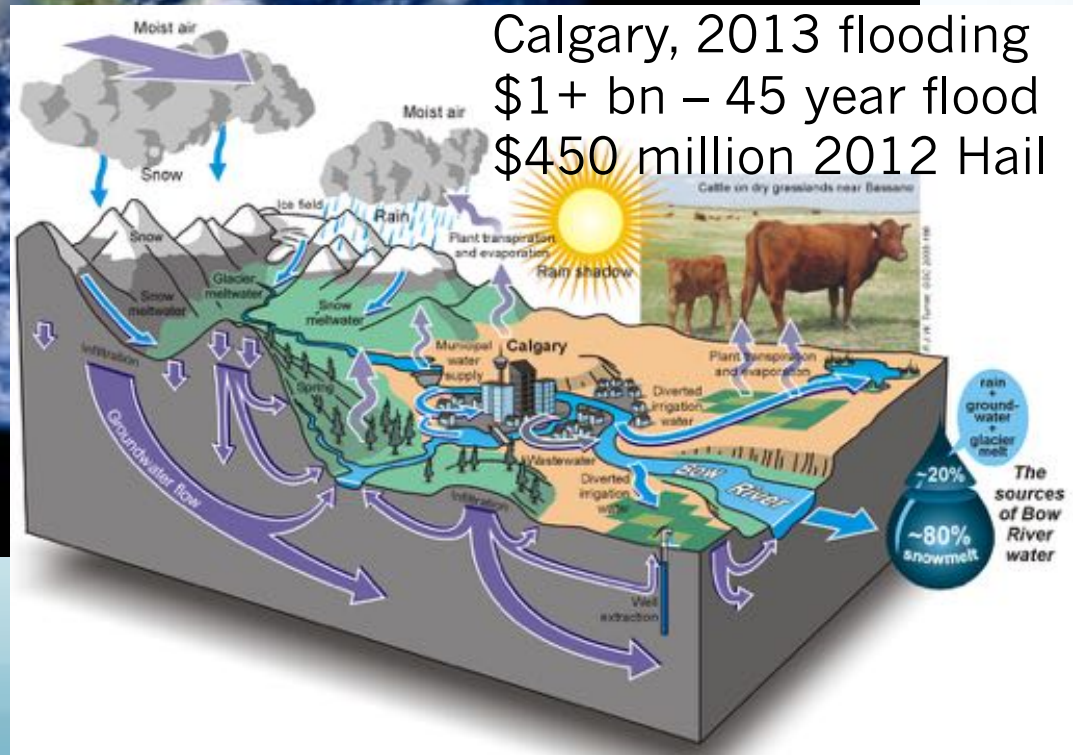 Calgary, 2013 flooding
$1+ bn – 45 year flood
$450 million 2012 Hail
Moist air
Moist air
Snow
Cattle on dry grasslands near Bassano
Ice field
Rain
Snow
Plant transpiration
and evaporation
Rain shadow
Glacier
meltwater
Snow
meltwater
Snow
meltwater
Infiltration
Municipal
water
supply
Calgary
Plant transpiration
and evaporation
Spring
Diverted
irrigation
water
rain
+
ground-
water
+
glacier
melt
Groundwater flow
Wastewater
Bow River
Diverted
irrigation
water
Infiltration
~20%
~80%
snowmelt
The
sources
of Bow
River
water
Well
extraction